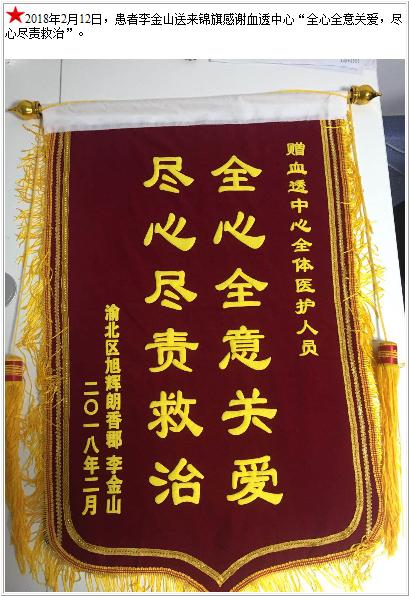 ★2018年2月12日，患者李金山送来锦旗感谢血透中心“全心全意关爱，尽
心尽责救治”。
赠血透中心全体医护人员
全心全意关爱
尽心尽责救治
渝北区旭辉朗香郡 李金山
二〇一八年二月